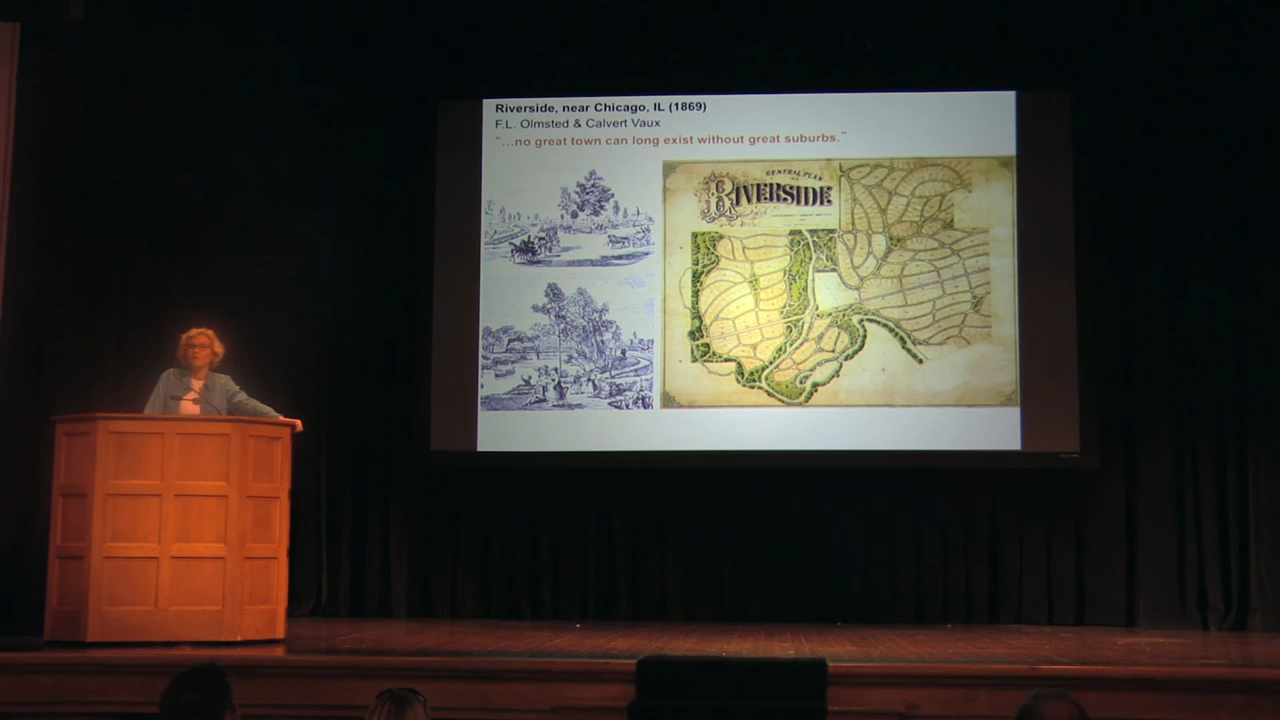 Riverside, near Chicago, IL (1869)
F.L. Olmsted & Calvert Vaux
“...no great town can long exist without great suburbs.”
GENERAL PLAN
OF
RIVERSIDE